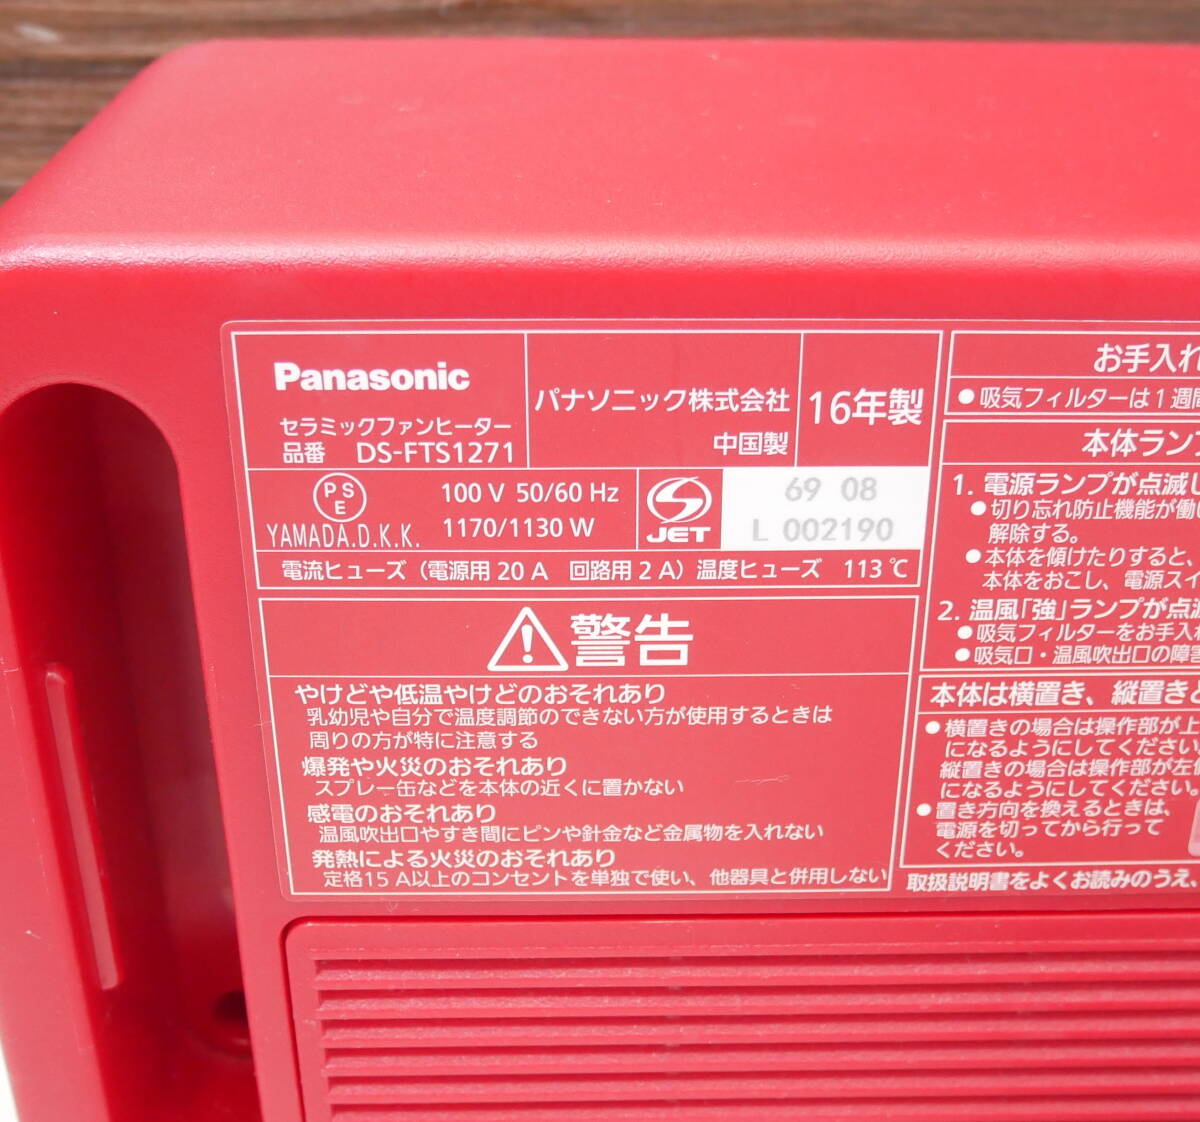 Panasonic
セラミックファンヒーター
品番 DS-FTS1271
パナソニック株式会社
中国製
16年製
PSE
YAMADA.D.K.K.
100 V 50/60 Hz
1170/1130 W
JET
69 08
L 002190
電流ヒューズ（電源用 20 A 回路用 2 A）温度ヒューズ 113 ℃
警告
やけどや低温やけどのおそれあり
乳幼児や自分で温度調節のできない方が使用するときは
周りの方が特に注意する
爆発や火災のおそれあり
スプレー缶などを本体の近くに置かない
感電のおそれあり
温風吹出口やすき間にピンや針金など金属物を入れない
発熱による火災のおそれあり
定格15 A以上のコンセントを単独で使い、他器具と併用しない
お手入れ
●吸気フィルターは1週間
本体ラン
1. 電源ランプが点滅し
●切り忘れ防止機能が働い
解除する。
●本体を傾けたりすると、
本体をおこし、電源スイ
2. 温風「強」ランプが点滅
●吸気フィルターをお手入れ
●吸気口・温風吹出口の障害
本体は横置き、縦置きと
●横置きの場合は操作部が上
になるようにしてください。
縦置きの場合は操作部が左側
になるようにしてください。
●置き方向を換えるときは、
電源を切ってから行って
ください。
取扱説明書をよくお読みのうえ、